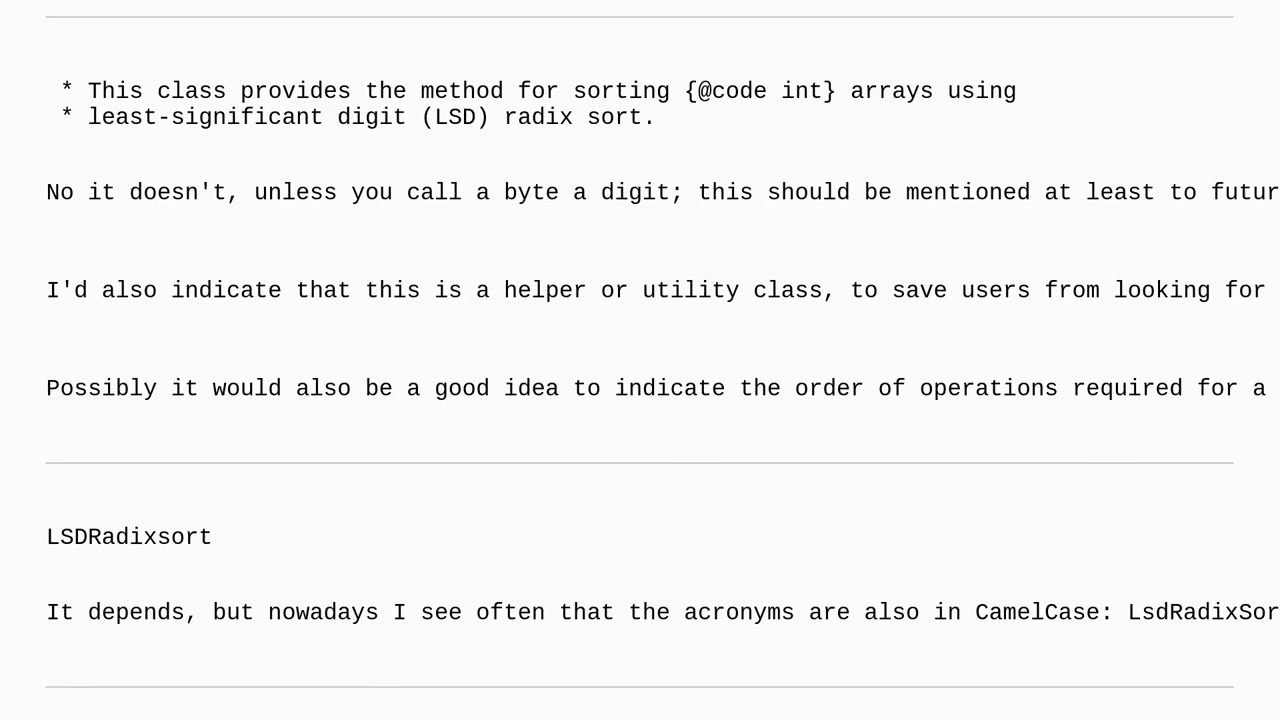 * This class provides the method for sorting {@code int} arrays using
* least-significant digit (LSD) radix sort.
No it doesn't, unless you call a byte a digit; this should be mentioned at least to futur
I'd also indicate that this is a helper or utility class, to save users from looking for
Possibly it would also be a good idea to indicate the order of operations required for a
LSDRadixsort
It depends, but nowadays I see often that the acronyms are also in CamelCase: LsdRadixSor